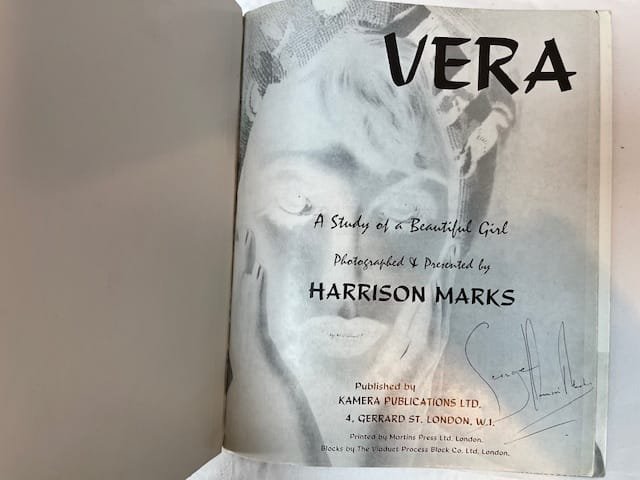 VERA
A Study of a Beautiful Girl
Photographed & Presented by
HARRISON MARKS
Published by
KAMERA PUBLICATIONS LTD.
4, GERRARD ST. LONDON, W.I.
Printed by Martins Press Ltd. London.
Blocks by The Viaduct Process Block Co. Ltd. London.